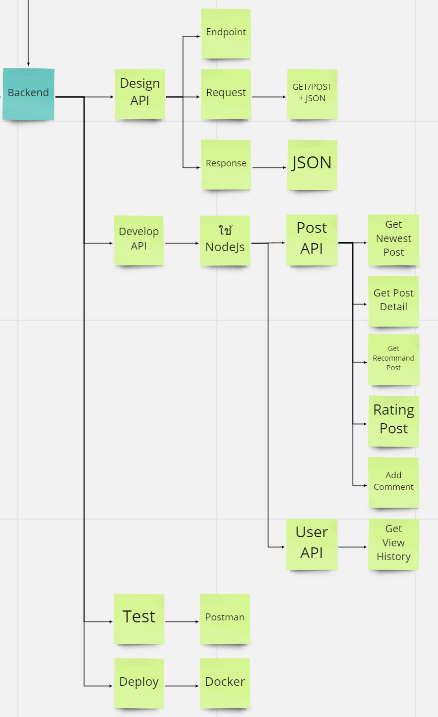 Endpoint
Backend
Design
API
Request
GET/POST
+ JSON
Response
JSON
Develop
API
ใช้
NodeJs
Post
API
Get
Newest
Post
Get Post
Detail
Get
Recommand
Post
Rating
Post
Add
Comment
User
API
Get
View
History
Test
Postman
Deploy
Docker